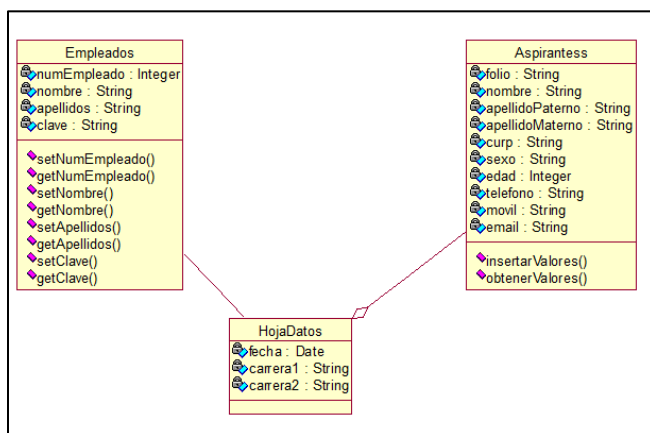 Empleados
numEmpleado : Integer
nombre : String
apellidos : String
clave : String
setNumEmpleado()
getNumEmpleado()
setNombre()
getNombre()
setApellidos()
getApellidos()
setClave()
getClave()
Aspirantess
folio : String
nombre : String
apellidoPaterno : String
apellidoMaterno : String
curp : String
sexo : String
edad : Integer
telefono : String
movil : String
email : String
insertarValores()
obtenerValores()
HojaDatos
fecha : Date
carrera1 : String
carrera2 : String